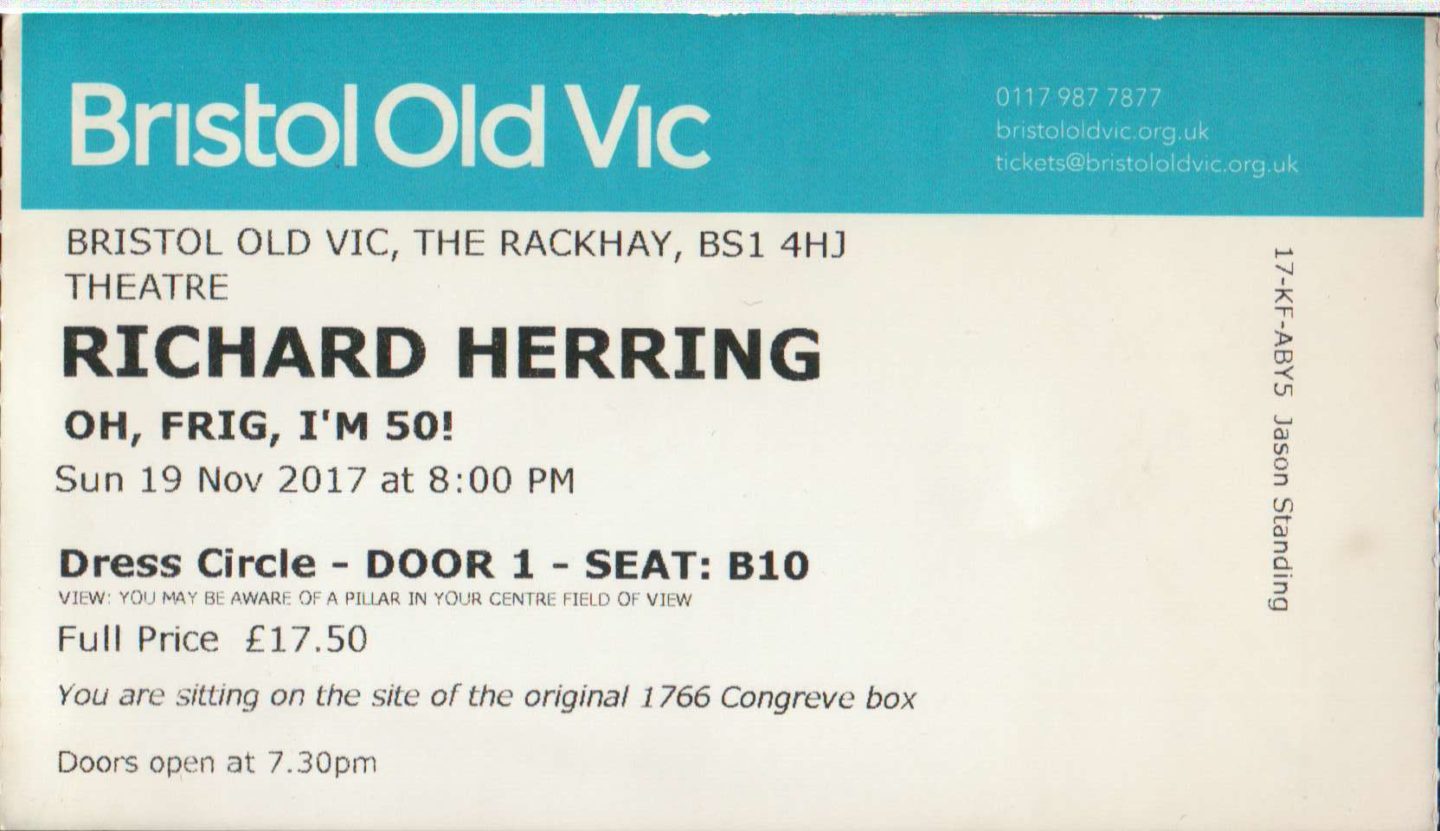 Bristol Old Vic
0117 987 7877
bristololdvic.org.uk
tickets@bristololdvic.org.uk
BRISTOL OLD VIC, THE RACKHAY, BS1 4HJ
THEATRE
RICHARD HERRING
OH, FRIG, I'M 50!
Sun 19 Nov 2017 at 8:00 PM
Dress Circle - DOOR 1 - SEAT: B10
VIEW: YOU MAY BE AWARE OF A PILLAR IN YOUR CENTRE FIELD OF VIEW
Full Price £17.50
You are sitting on the site of the original 1766 Congreve box
Doors open at 7.30pm
17-KF-ABY5 Jason Standing